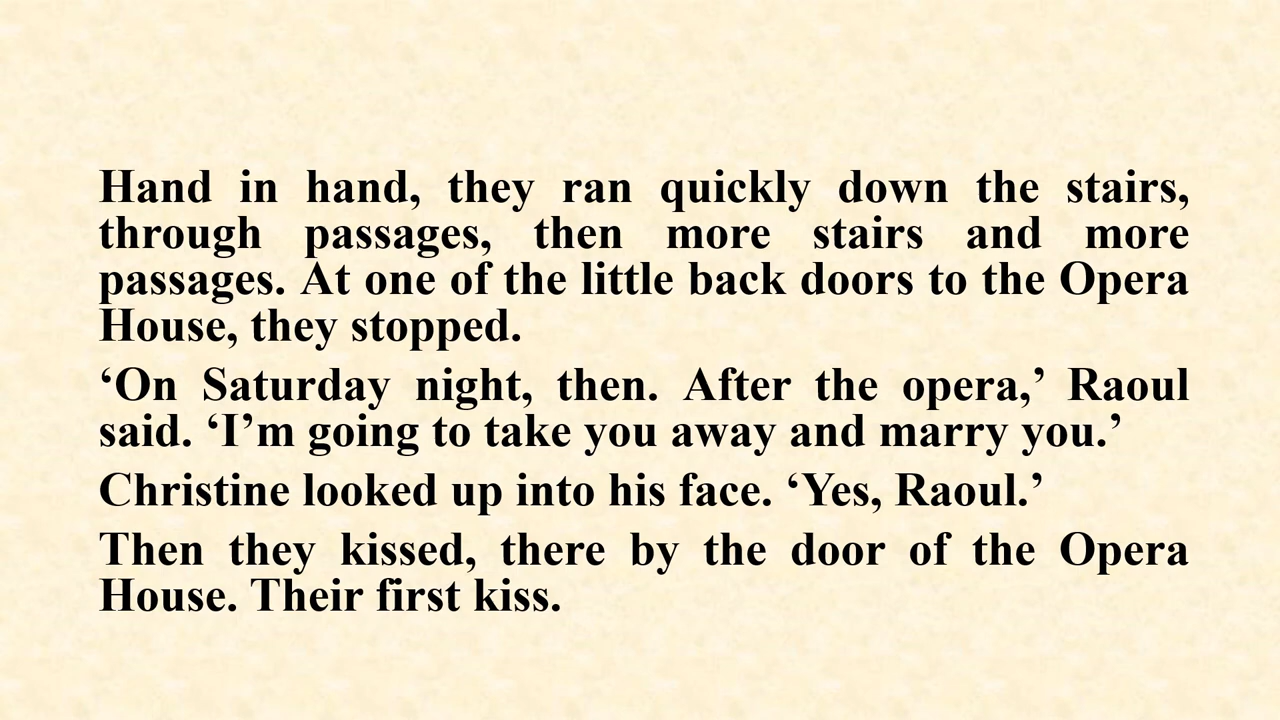 Hand in hand, they ran quickly down the stairs,
through passages, then more stairs and more
passages. At one of the little back doors to the Opera
House, they stopped.
‘On Saturday night, then. After the opera,’ Raoul
said. ‘I’m going to take you away and marry you.’
Christine looked up into his face. ‘Yes, Raoul.’
Then they kissed, there by the door of the Opera
House. Their first kiss.